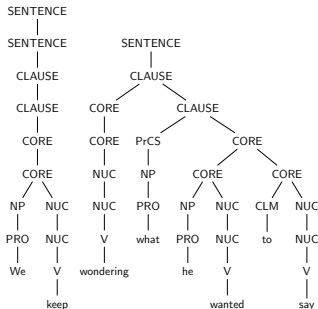 SENTENCE
SENTENCE SENTENCE
CLAUSE CLAUSE
CLAUSE CORE CLAUSE
CORE CORE PrCS CORE
CORE NUC NP CORE CORE
NP NUC NUC PRO NP NUC CLM NUC
PRO NUC V what PRO NUC to NUC
We V wondering he V V
keep wanted say